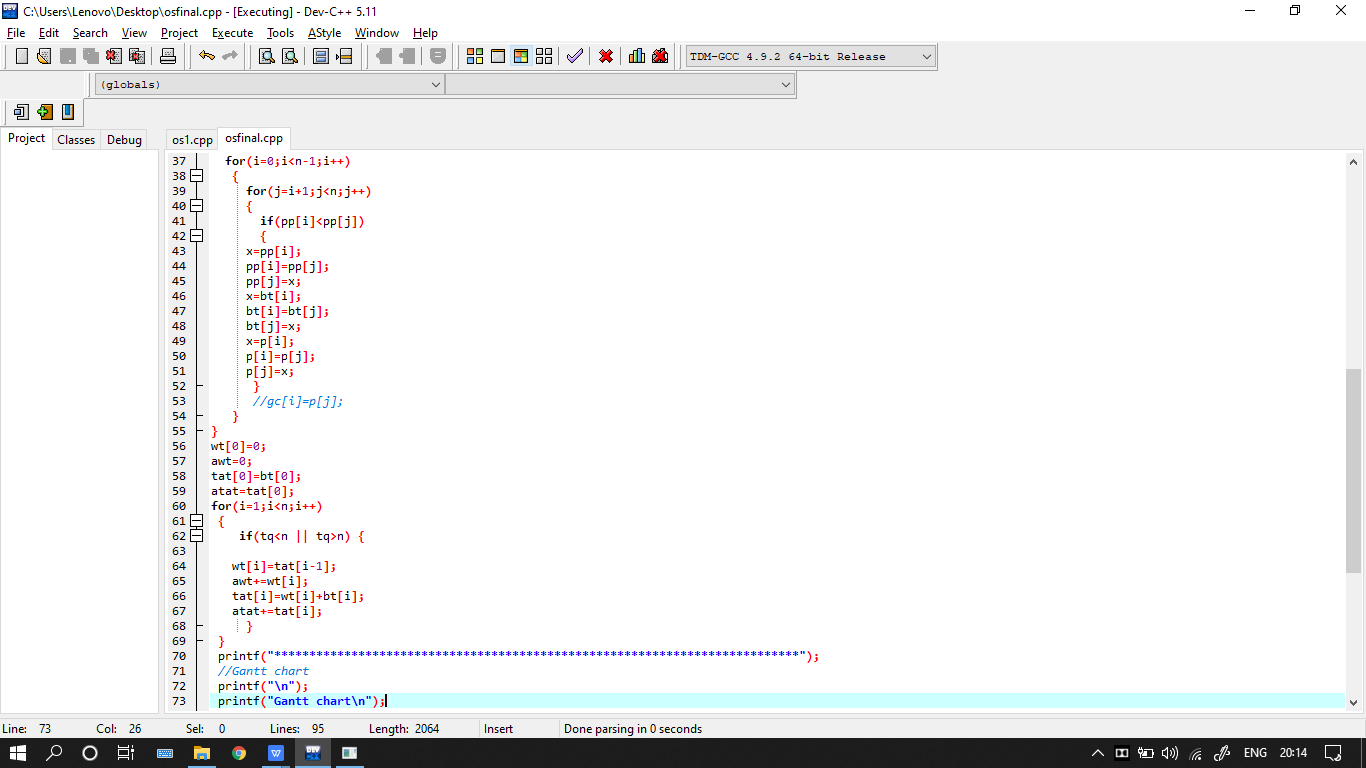 C:\Users\Lenovo\Desktop\osfinal.cpp - [Executing] - Dev-C++ 5.11
File Edit Search View Project Execute Tools AStyle Window Help
TDM-GCC 4.9.2 64-bit Release
(globals)
Project Classes Debug os1.cpp osfinal.cpp
37 for(i=0;i<n-1;i++)
38 {
39 for(j=i+1;j<n;j++)
40 {
41 if(pp[i]<pp[j])
42 {
43 x=pp[i];
44 pp[i]=pp[j];
45 pp[j]=x;
46 x=bt[i];
47 bt[i]=bt[j];
48 bt[j]=x;
49 x=p[i];
50 p[i]=p[j];
51 p[j]=x;
52 }
53 //gc[i]=p[j];
54 }
55 }
56 wt[0]=0;
57 awt=0;
58 tat[0]=bt[0];
59 atat=tat[0];
60 for(i=1;i<n;i++)
61 {
62 if(tq<n || tq>n) {
63
64 wt[i]=tat[i-1];
65 awt+=wt[i];
66 tat[i]=wt[i]+bt[i];
67 atat+=tat[i];
68 }
69 }
70 printf("***************************************************************************");
71 //Gantt chart
72 printf("\n");
73 printf("Gantt chart\n");
Line: 73 Col: 26 Sel: 0 Lines: 95 Length: 2064 Insert Done parsing in 0 seconds
ENG 20:14